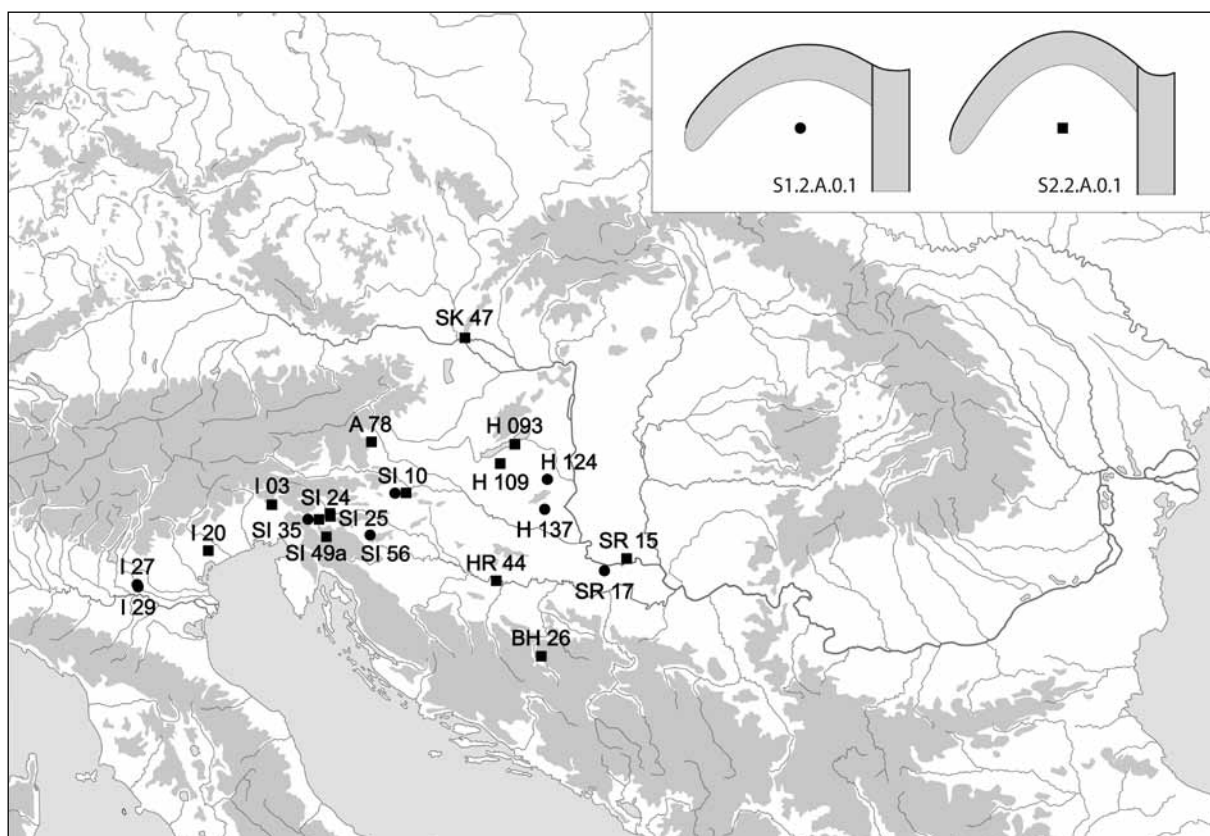 S1.2.A.0.1 S2.2.A.0.1
SK 47
A 78
H 093
H 109
H 124
H 137
SI 10
I 03
SI 24
SI 35
SI 25
SI 49a
SI 56
I 20
I 27
I 29
HR 44
SR 15
SR 17
BH 26